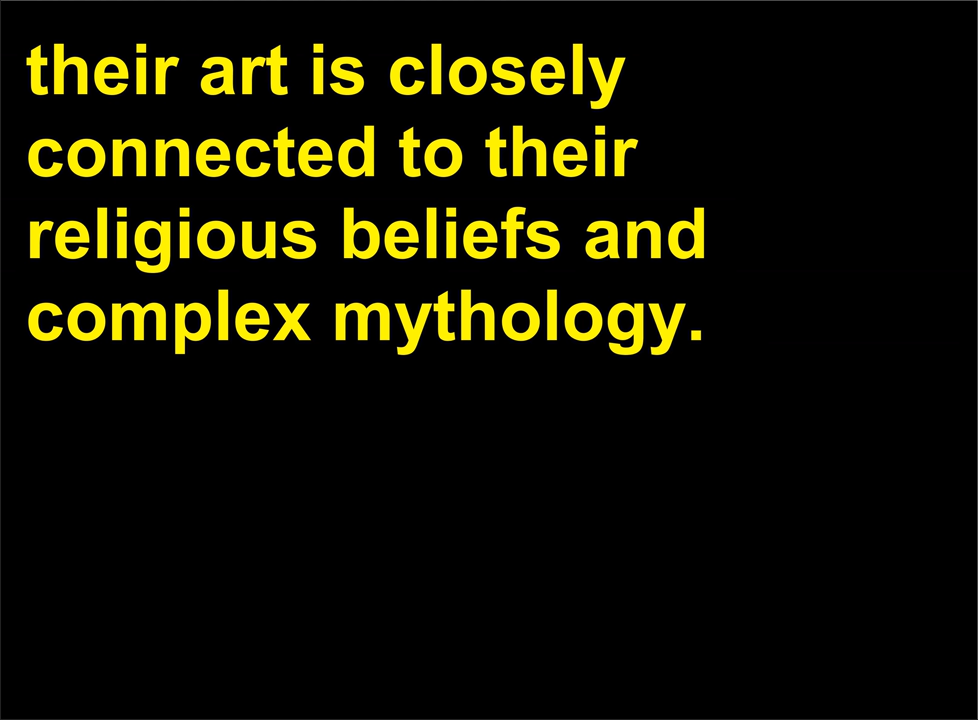 their art is closely
connected to their
religious beliefs and
complex mythology.